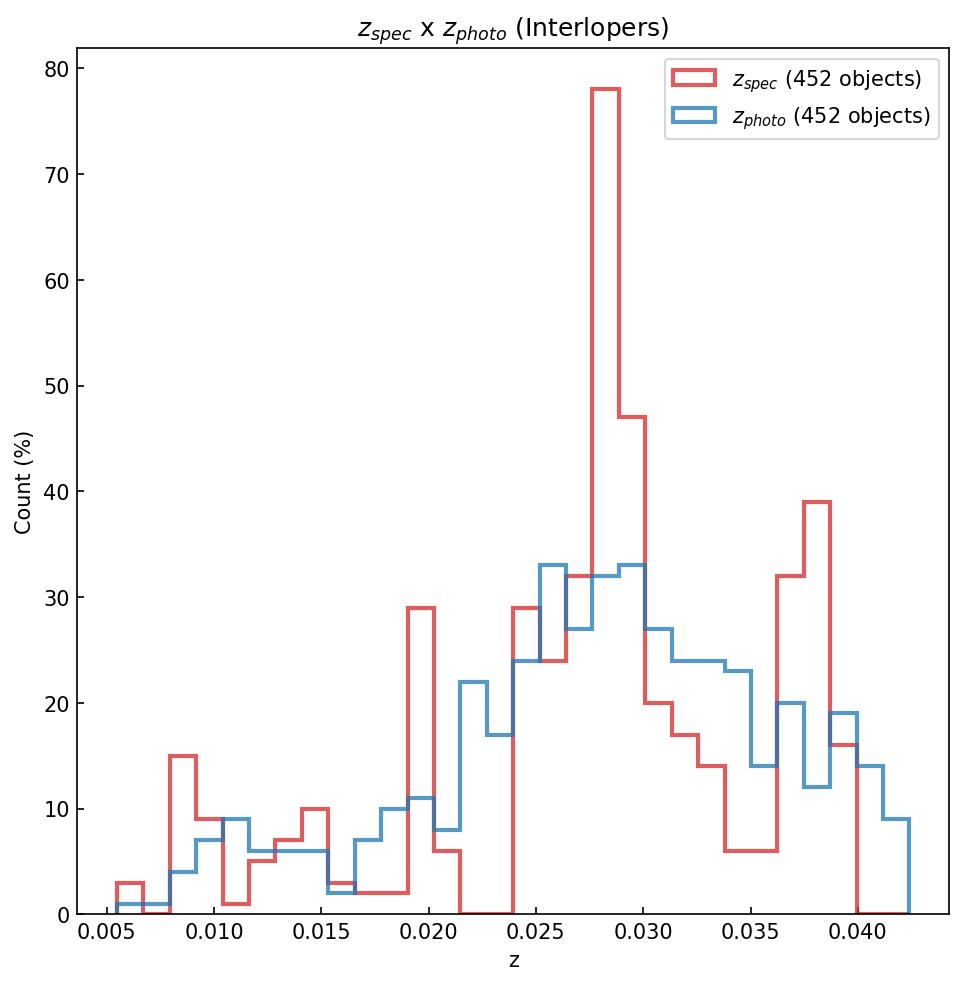 z_spec x z_photo (Interlopers)
z_spec (452 objects)
z_photo (452 objects)
80
70
60
50
40
30
20
10
0
Count (%)
0.005 0.010 0.015 0.020 0.025 0.030 0.035 0.040
z